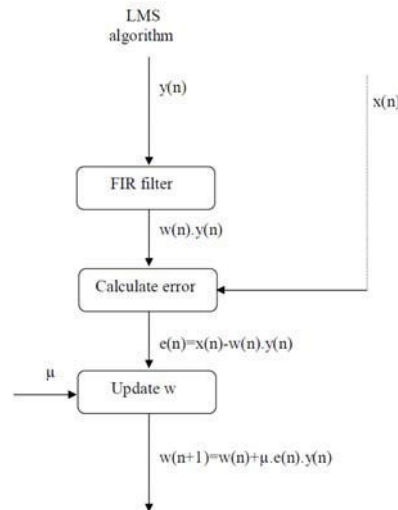 LMS
algorithm
y(n)
x(n)
FIR filter
w(n).y(n)
Calculate error
e(n)=x(n)-w(n).y(n)
μ
Update w
w(n+1)=w(n)+μ.e(n).y(n)